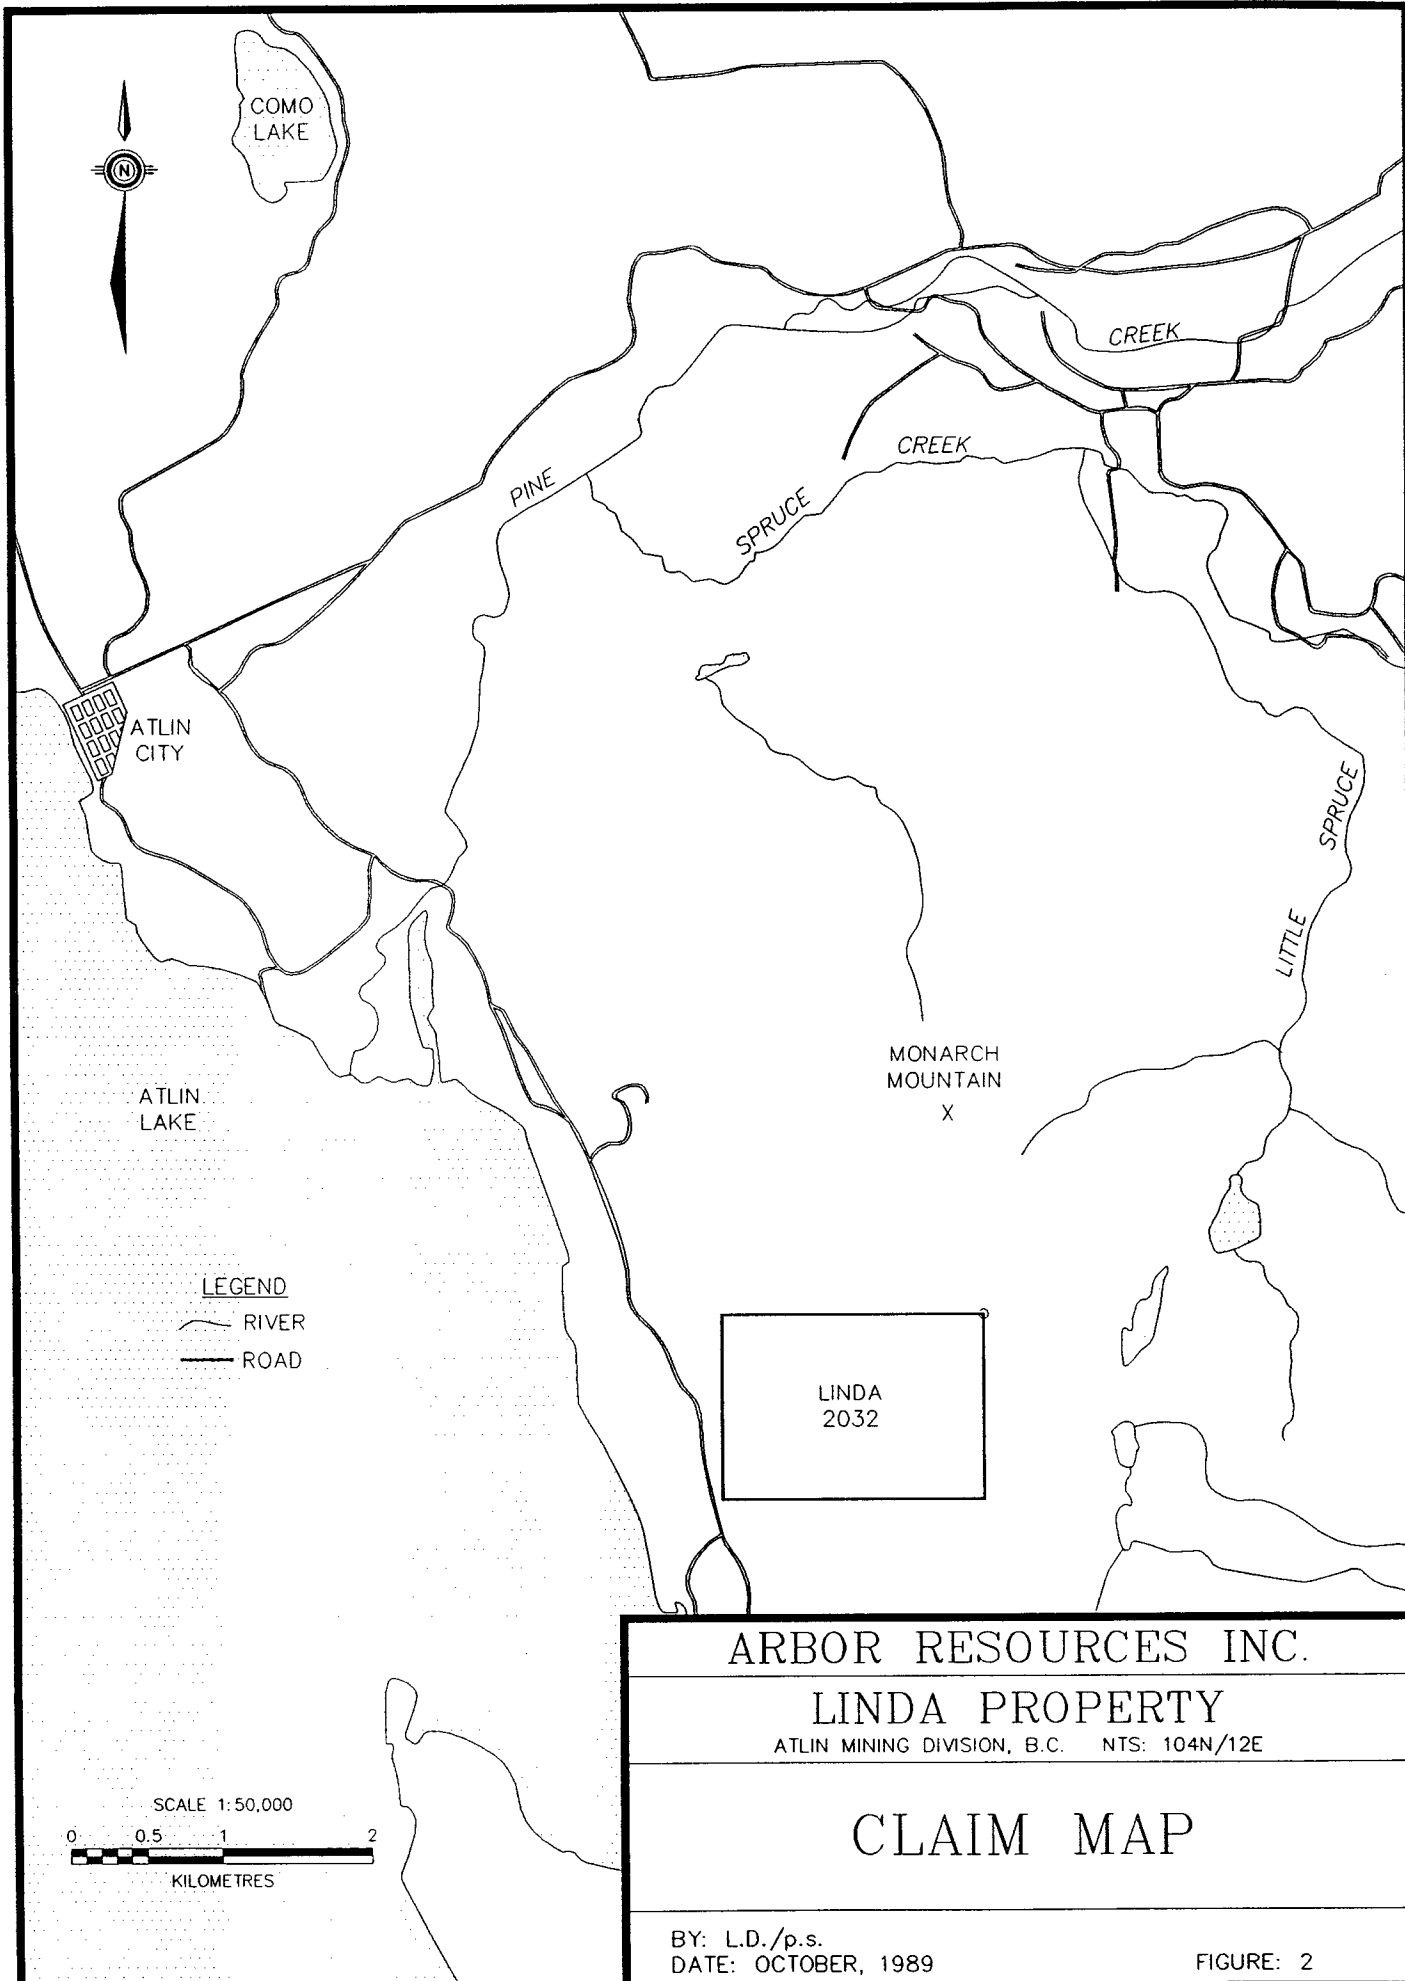 COMO
LAKE
N
CREEK
CREEK
PINE
SPRUCE
ATLIN
CITY
SPRUCE
LITTLE
MONARCH
MOUNTAIN
X
ATLIN
LAKE
LEGEND
RIVER
ROAD
LINDA
2032
ARBOR RESOURCES INC.
LINDA PROPERTY
ATLIN MINING DIVISION, B.C. NTS: 104N/12E
SCALE 1:50,000
0 0.5 1 2
KILOMETRES
CLAIM MAP
BY: L.D./p.s.
DATE: OCTOBER, 1989
FIGURE: 2